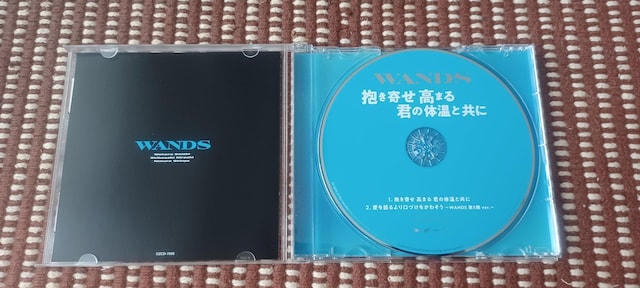 WANDS
WANDS
抱き寄せ 高まる
君の体温と共に
1. 抱き寄せ 高まる 君の体温と共に
2. 愛を語るより口づけをかわそう ~WANDS 第5期 ver.~